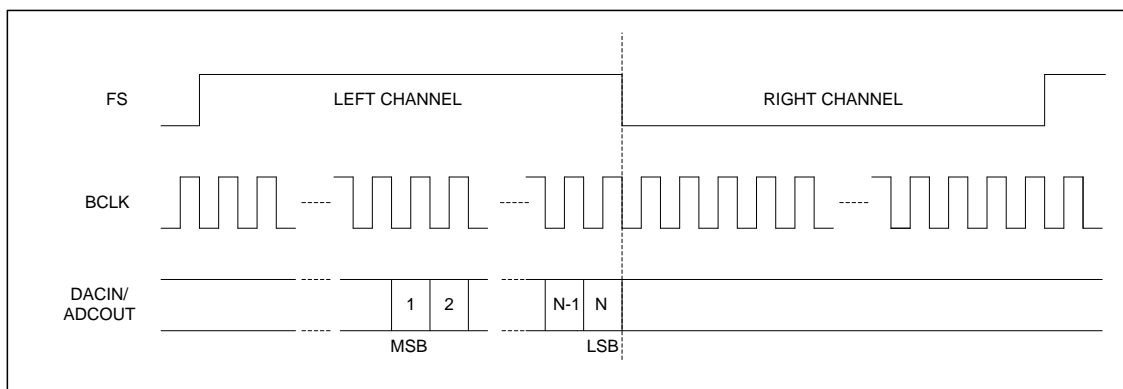 FS
LEFT CHANNEL
RIGHT CHANNEL
BCLK
DACIN/
ADCOUT
1
2
N-1
N
MSB
LSB